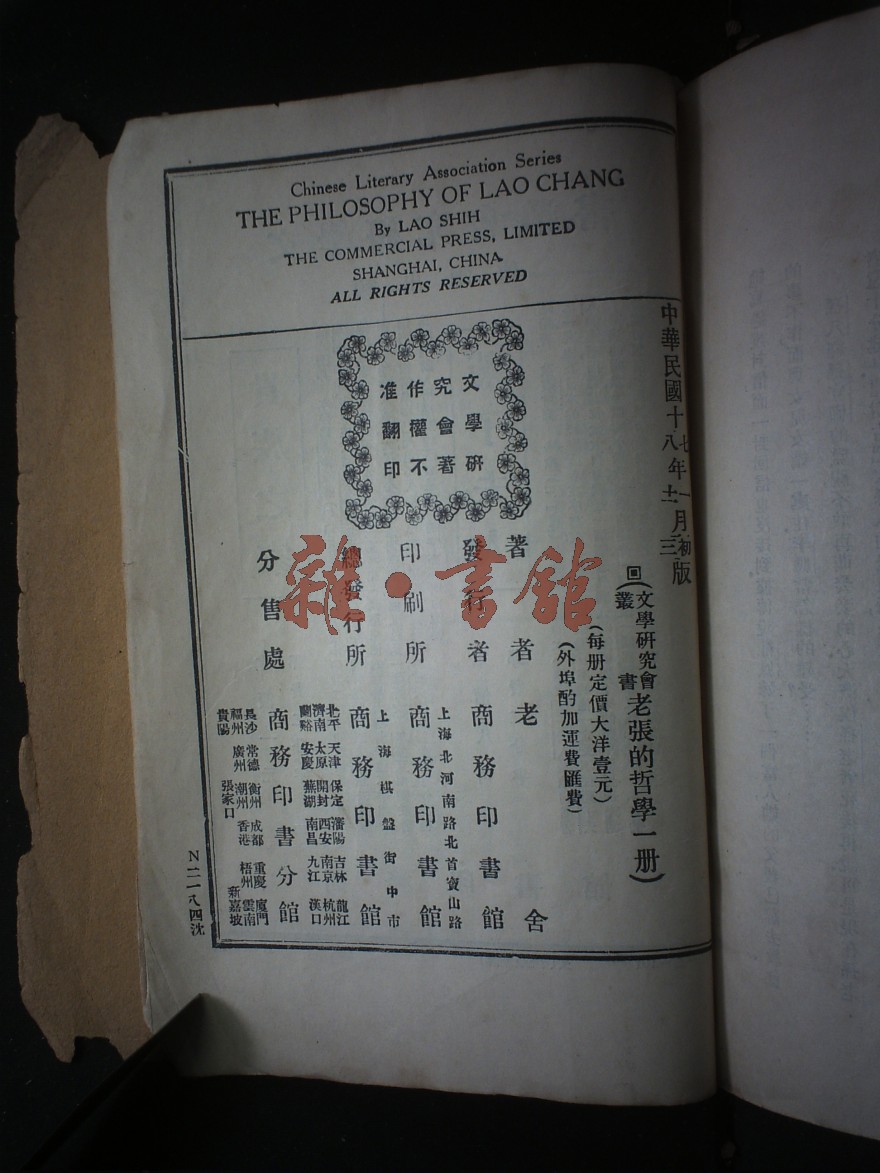 Chinese Literary Association Series
THE PHILOSOPHY OF LAO CHANG
By LAO SHIH
THE COMMERCIAL PRESS, LIMITED
SHANGHAI, CHINA
ALL RIGHTS RESERVED
中華民國十七年一月初版
八 十一 三
回(文學研究會叢書老張的哲學一册)
(每册定價大洋壹元)
(外埠酌加運費匯費)
文學研
究會著
作權不
准翻印
著者 老舍
發行者 商務印書館
上海北河南路北首寶山路
印刷所 商務印書館
上海棋盤街中市
總發行所 商務印書館
北平 天津 保定 瀋陽 吉林 龍江
濟南 太原 開封 西安 南京 杭州
蘭谿 安慶 蕪湖 南昌 九江 漢口
分售處 商務印書分館
長沙 常德 衡州 成都 重慶 廈門
福州 廣州 潮州 香港 梧州 雲南
貴陽 張家口 新嘉坡
N二一八四沈
雜·書館